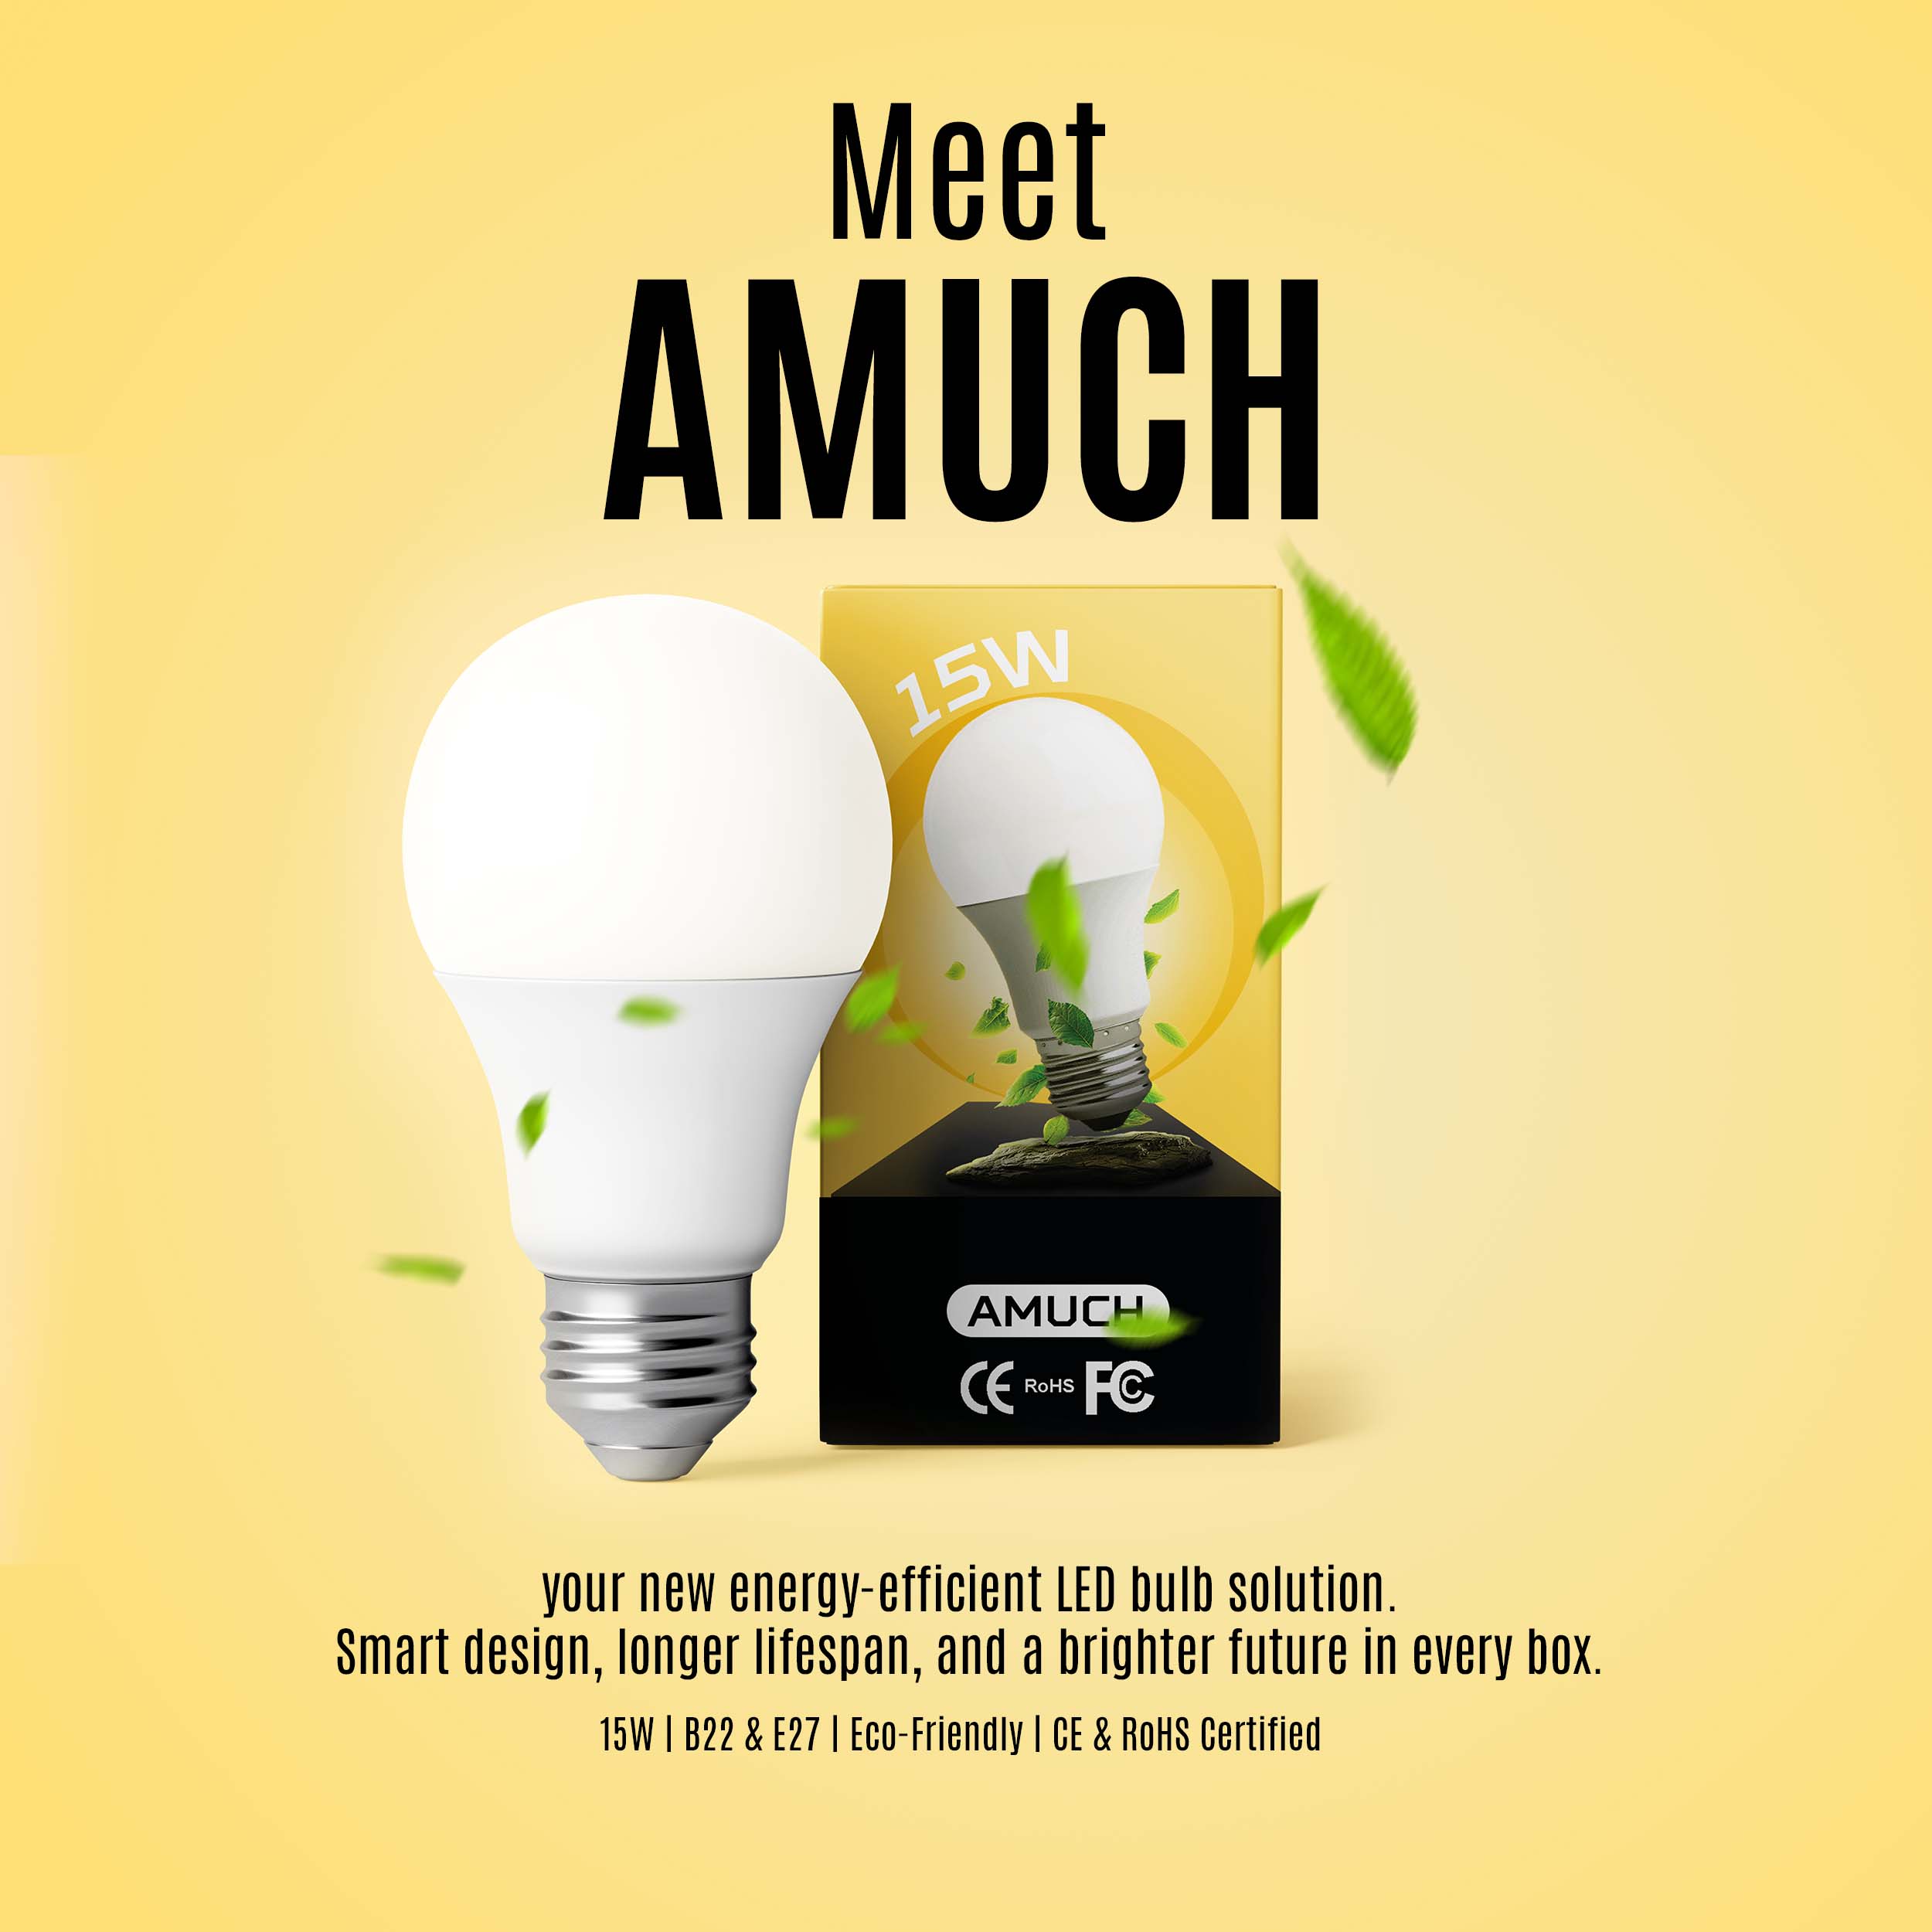 Meet
AMUCH
15W
AMUCH
CE RoHS FC
your new energy-efficient LED bulb solution.
Smart design, longer lifespan, and a brighter future in every box.
15W | B22 & E27 | Eco-Friendly | CE & RoHS Certified